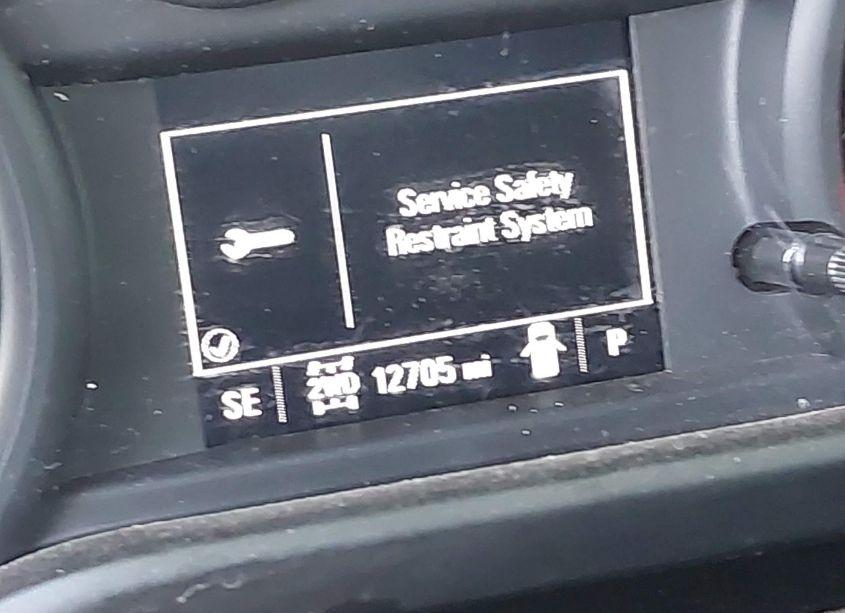 Service Safety
Restraint System
SE 2WD 12705 mi P